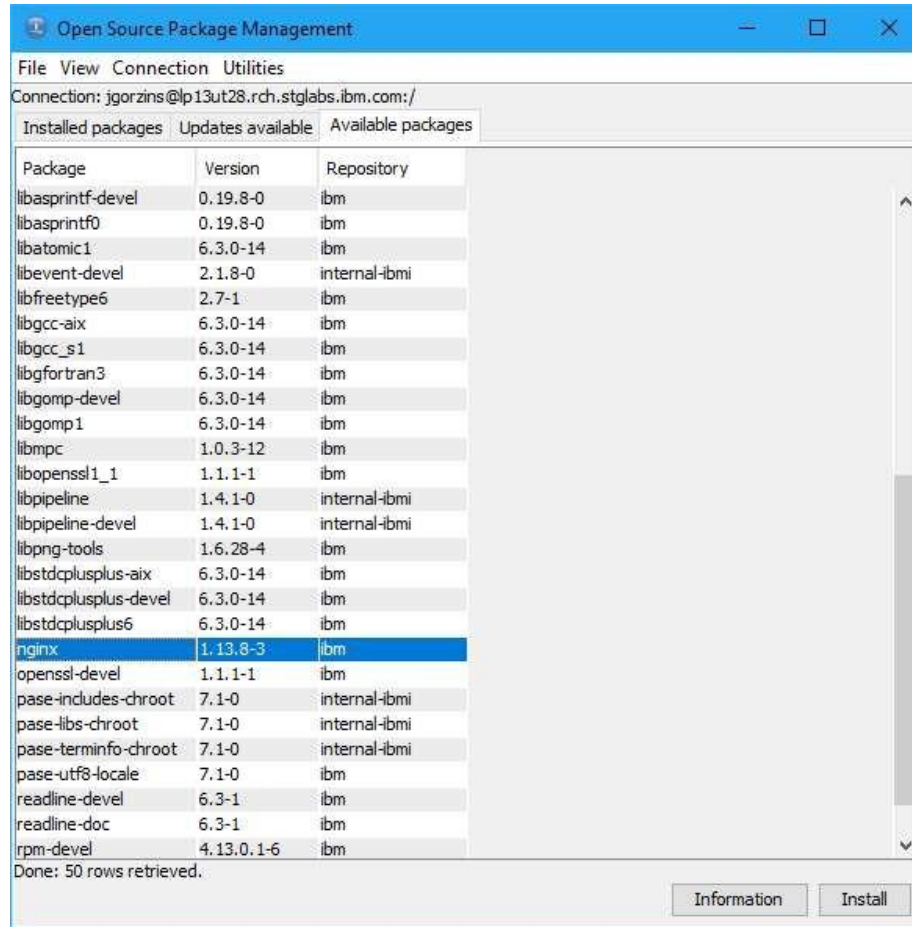 Open Source Package Management
File View Connection Utilities
Connection: jgorzins@lp13ut28.rch.stglabs.ibm.com:/
Installed packages Updates available Available packages
Package Version Repository
libasprintf-devel 0.19.8-0 ibm
libasprintf0 0.19.8-0 ibm
libatomic1 6.3.0-14 ibm
libevent-devel 2.1.8-0 internal-ibmi
libfreetype6 2.7-1 ibm
libgcc-aix 6.3.0-14 ibm
libgcc_s1 6.3.0-14 ibm
libgfortran3 6.3.0-14 ibm
libgomp-devel 6.3.0-14 ibm
libgomp1 6.3.0-14 ibm
libmpc 1.0.3-12 ibm
libopenssl1_1 1.1.1-1 ibm
libpipeline 1.4.1-0 internal-ibmi
libpipeline-devel 1.4.1-0 internal-ibmi
libpng-tools 1.6.28-4 ibm
libstdcplusplus-aix 6.3.0-14 ibm
libstdcplusplus-devel 6.3.0-14 ibm
libstdcplusplus6 6.3.0-14 ibm
nginx 1.13.8-3 ibm
openssl-devel 1.1.1-1 ibm
pase-includes-chroot 7.1-0 internal-ibmi
pase-libs-chroot 7.1-0 internal-ibmi
pase-terminfo-chroot 7.1-0 internal-ibmi
pase-utf8-locale 7.1-0 ibm
readline-devel 6.3-1 ibm
readline-doc 6.3-1 ibm
rpm-devel 4.13.0.1-6 ibm
Done: 50 rows retrieved.
Information Install